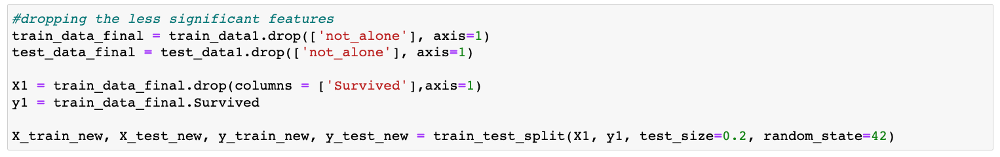 #dropping the less significant features
train_data_final = train_data1.drop(['not_alone'], axis=1)
test_data_final = test_data1.drop(['not_alone'], axis=1)
X1 = train_data_final.drop(columns = ['Survived'],axis=1)
y1 = train_data_final.Survived
X_train_new, X_test_new, y_train_new, y_test_new = train_test_split(X1, y1, test_size=0.2, random_state=42)